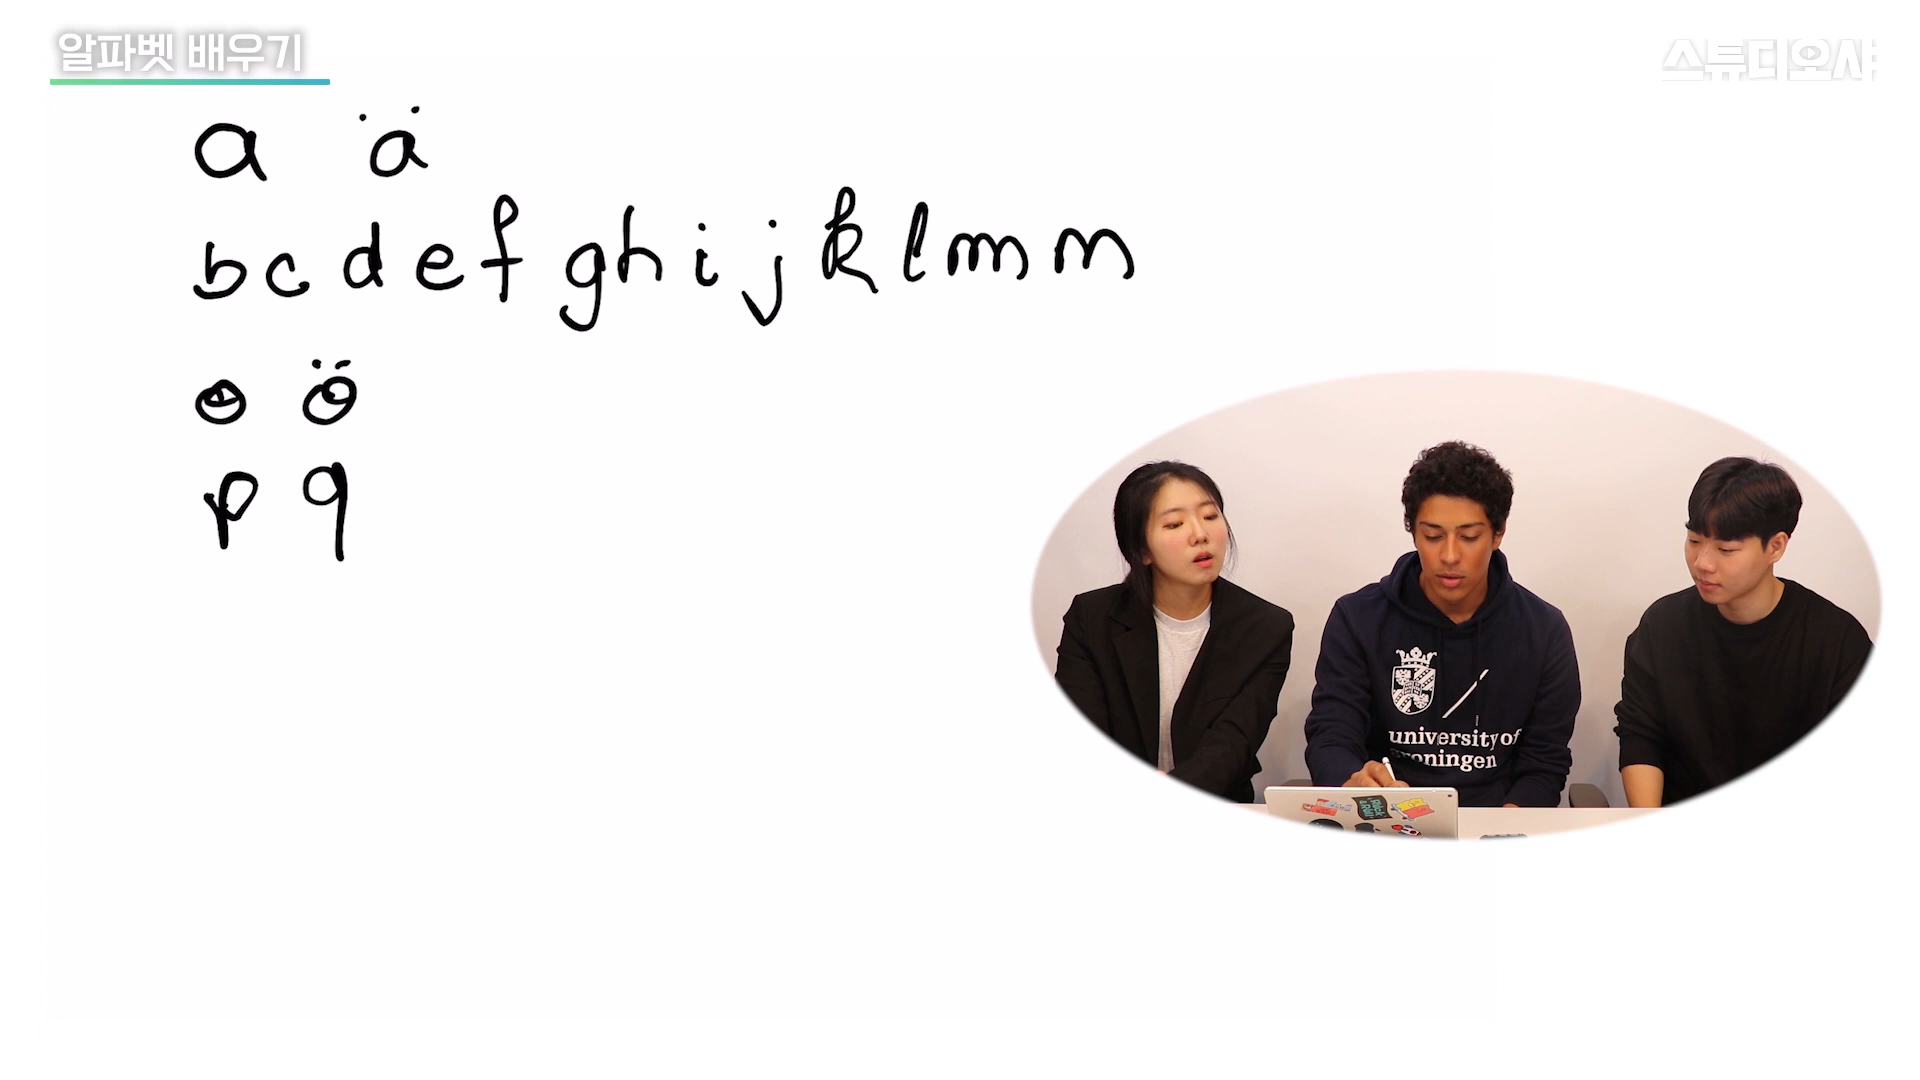 알파벳 배우기
스튜디오샤
a ä
b c d e f g h i j k l m n
o ö
p q
university of
groningen